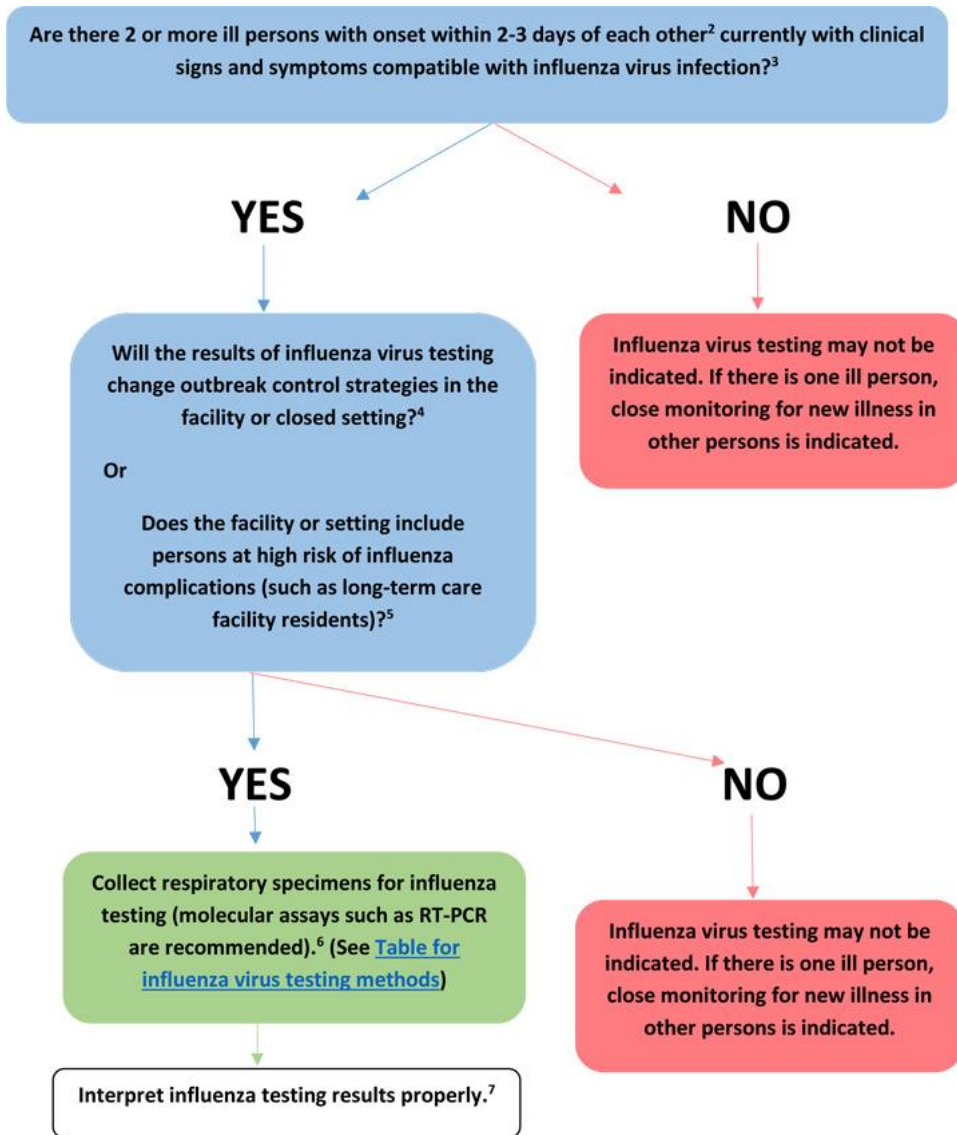 Are there 2 or more ill persons with onset within 2-3 days of each other² currently with clinical
signs and symptoms compatible with influenza virus infection?³
YES
NO
Will the results of influenza virus testing
change outbreak control strategies in the
facility or closed setting?⁴
Or
Does the facility or setting include
persons at high risk of influenza
complications (such as long-term care
facility residents)?⁵
Influenza virus testing may not be
indicated. If there is one ill person,
close monitoring for new illness in
other persons is indicated.
YES
NO
Collect respiratory specimens for influenza
testing (molecular assays such as RT-PCR
are recommended).⁶ (See Table for
influenza virus testing methods)
Influenza virus testing may not be
indicated. If there is one ill person,
close monitoring for new illness in
other persons is indicated.
Interpret influenza testing results properly.⁷